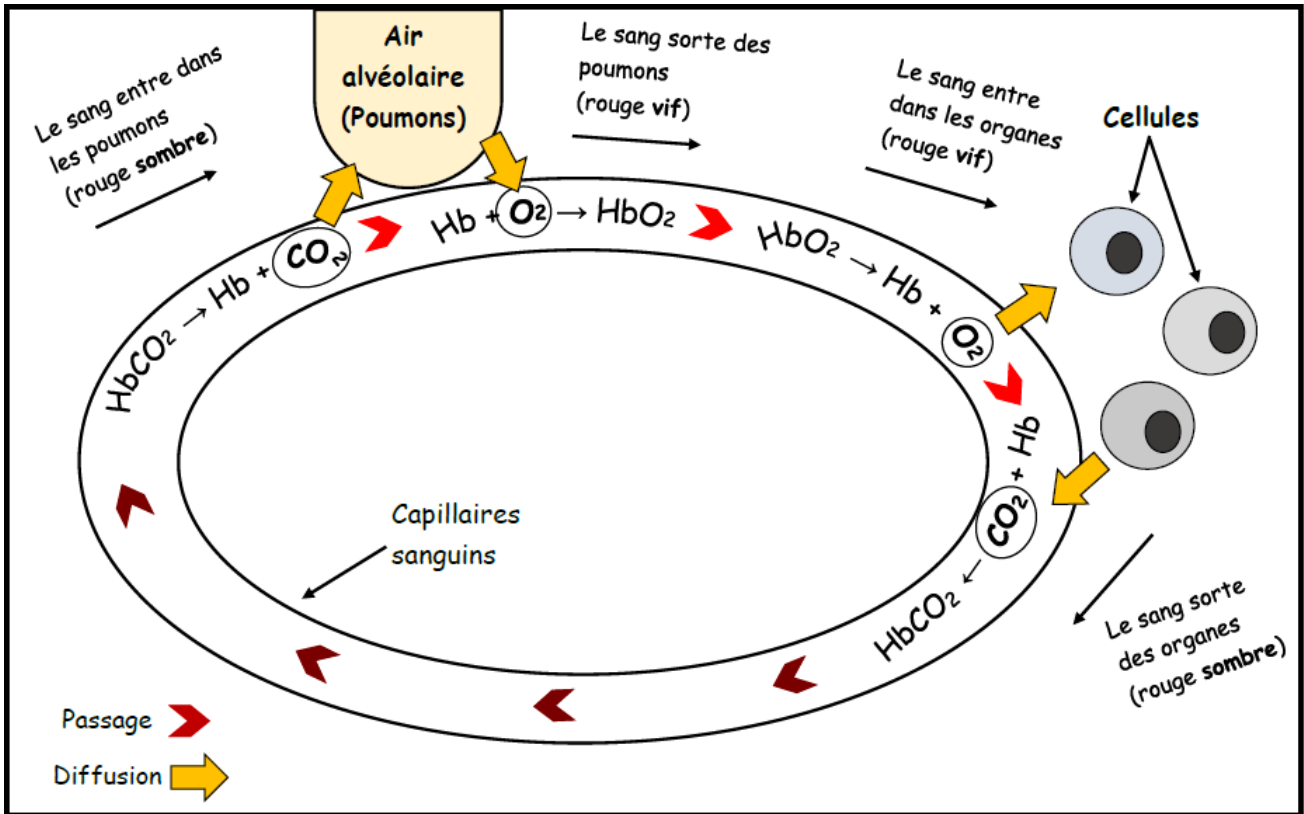 Le sang entre dans
les poumons
(rouge sombre)
Air
alvéolaire
(Poumons)
Le sang sorte des
poumons
(rouge vif)
Le sang entre
dans les organes
(rouge vif)
Cellules
HbCO₂ → Hb + CO₂
Hb + O₂ → HbO₂
HbO₂ → Hb + O₂
Hb + CO₂ → HbCO₂
Capillaires
sanguins
Le sang sorte
des organes
(rouge sombre)
Passage
Diffusion